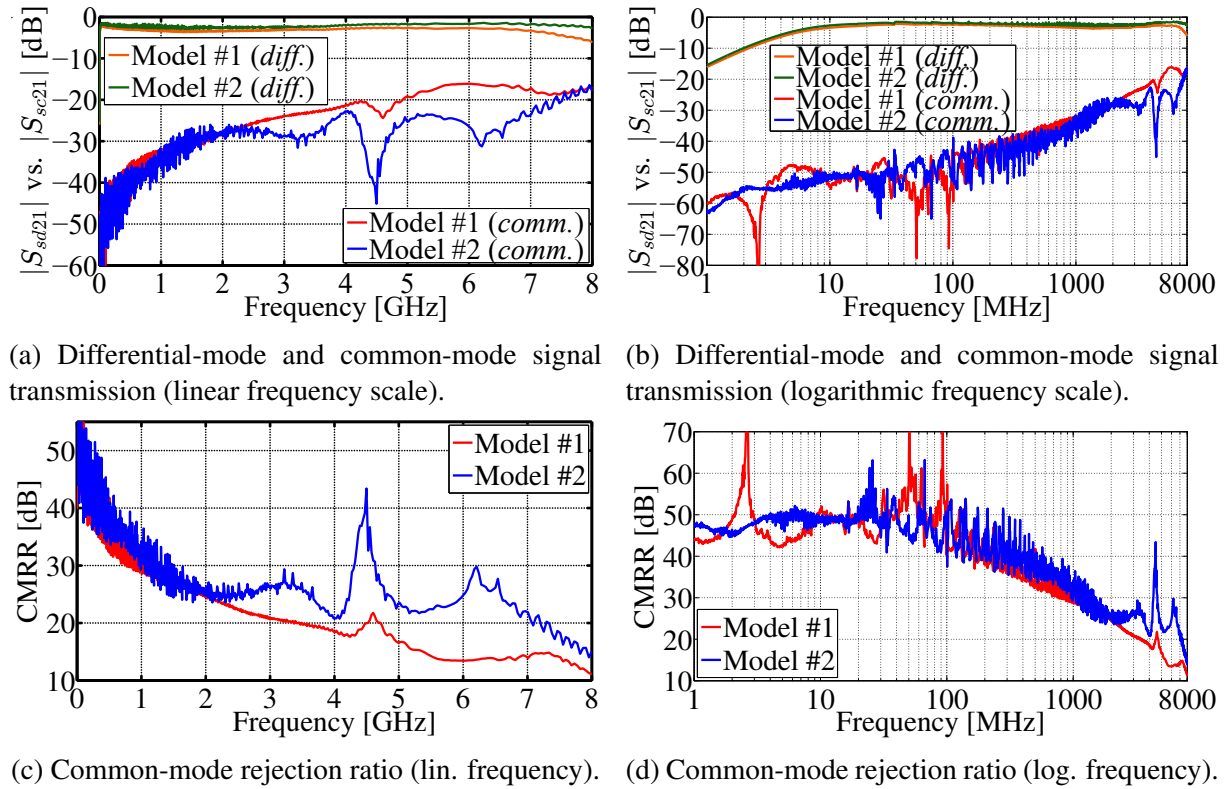 |S_sd21| vs. |S_sc21| [dB]
0
−10
−20
−30
−40
−50
−60
Model #1 (diff.)
Model #2 (diff.)
Model #1 (comm.)
Model #2 (comm.)
0 1 2 3 4 5 6 7 8
Frequency [GHz]
(a) Differential-mode and common-mode signal
transmission (linear frequency scale).
|S_sd21| vs. |S_sc21| [dB]
0
−10
−20
−30
−40
−50
−60
−70
−80
Model #1 (diff.)
Model #2 (diff.)
Model #1 (comm.)
Model #2 (comm.)
1 10 100 1000 8000
Frequency [MHz]
(b) Differential-mode and common-mode signal
transmission (logarithmic frequency scale).
CMRR [dB]
50
40
30
20
10
Model #1
Model #2
0 1 2 3 4 5 6 7 8
Frequency [GHz]
(c) Common-mode rejection ratio (lin. frequency).
CMRR [dB]
70
60
50
40
30
20
10
Model #1
Model #2
1 10 100 1000 8000
Frequency [MHz]
(d) Common-mode rejection ratio (log. frequency).